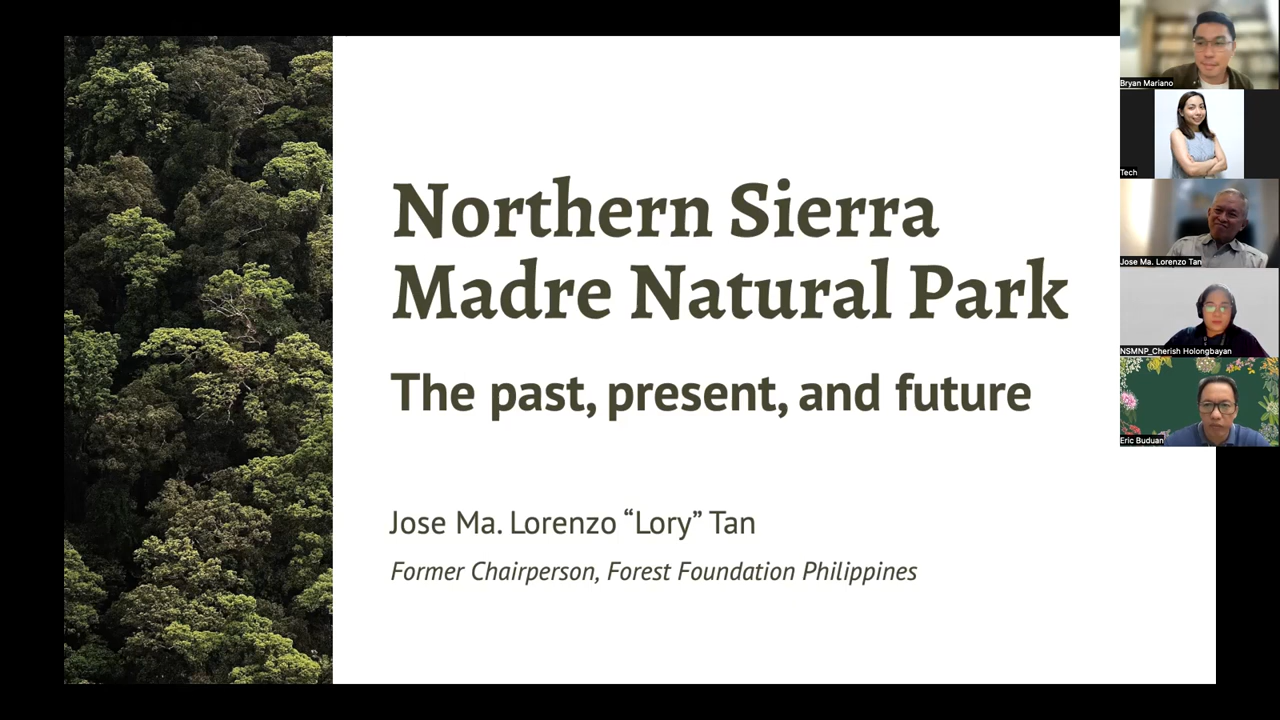 Northern Sierra
Madre Natural Park
The past, present, and future
Jose Ma. Lorenzo “Lory” Tan
Former Chairperson, Forest Foundation Philippines
Bryan Mariano
Tech
Jose Ma. Lorenzo Tan
NSMNP_Cherish Holongbayan
Eric Buduan